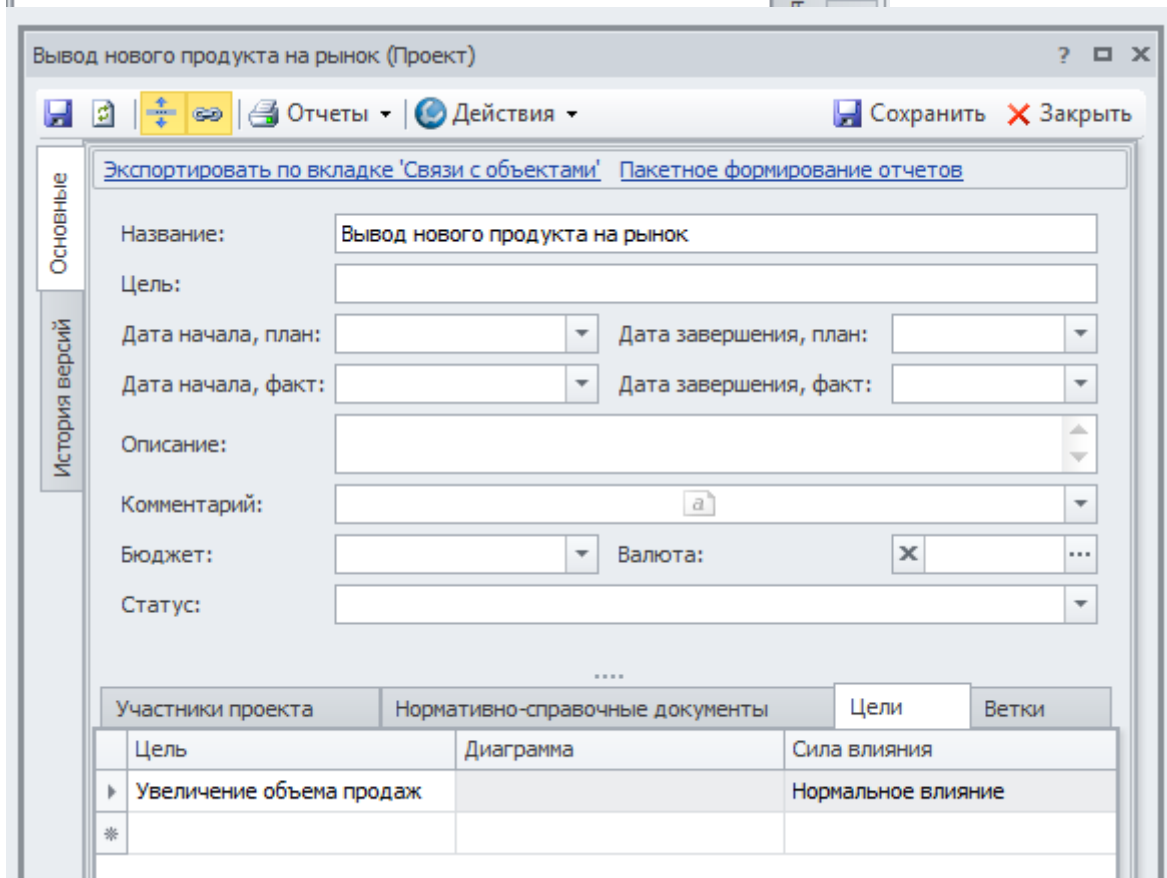 Вывод нового продукта на рынок (Проект)
Отчеты Действия Сохранить Закрыть
Основные
История версий
Экспортировать по вкладке 'Связи с объектами' Пакетное формирование отчетов
Название: Вывод нового продукта на рынок
Цель:
Дата начала, план: Дата завершения, план:
Дата начала, факт: Дата завершения, факт:
Описание:
Комментарий: a
Бюджет: Валюта:
Статус:
Участники проекта Нормативно-справочные документы Цели Ветки
Цель Диаграмма Сила влияния
Увеличение объема продаж Нормальное влияние